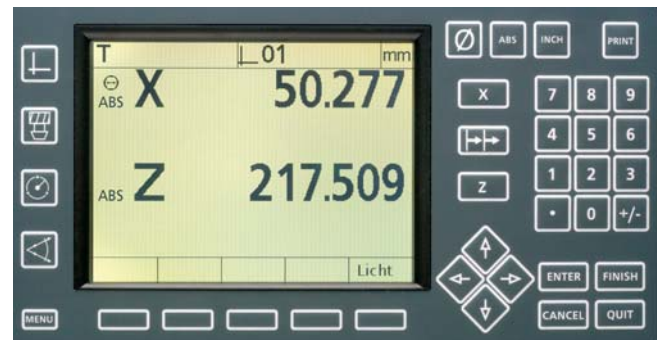 ABS INCH PRINT
T 01 mm
ABS X 50.277
X 7 8 9
4 5 6
ABS Z 217.509
Z 1 2 3
. 0 +/-
Licht
ENTER FINISH
MENU CANCEL QUIT